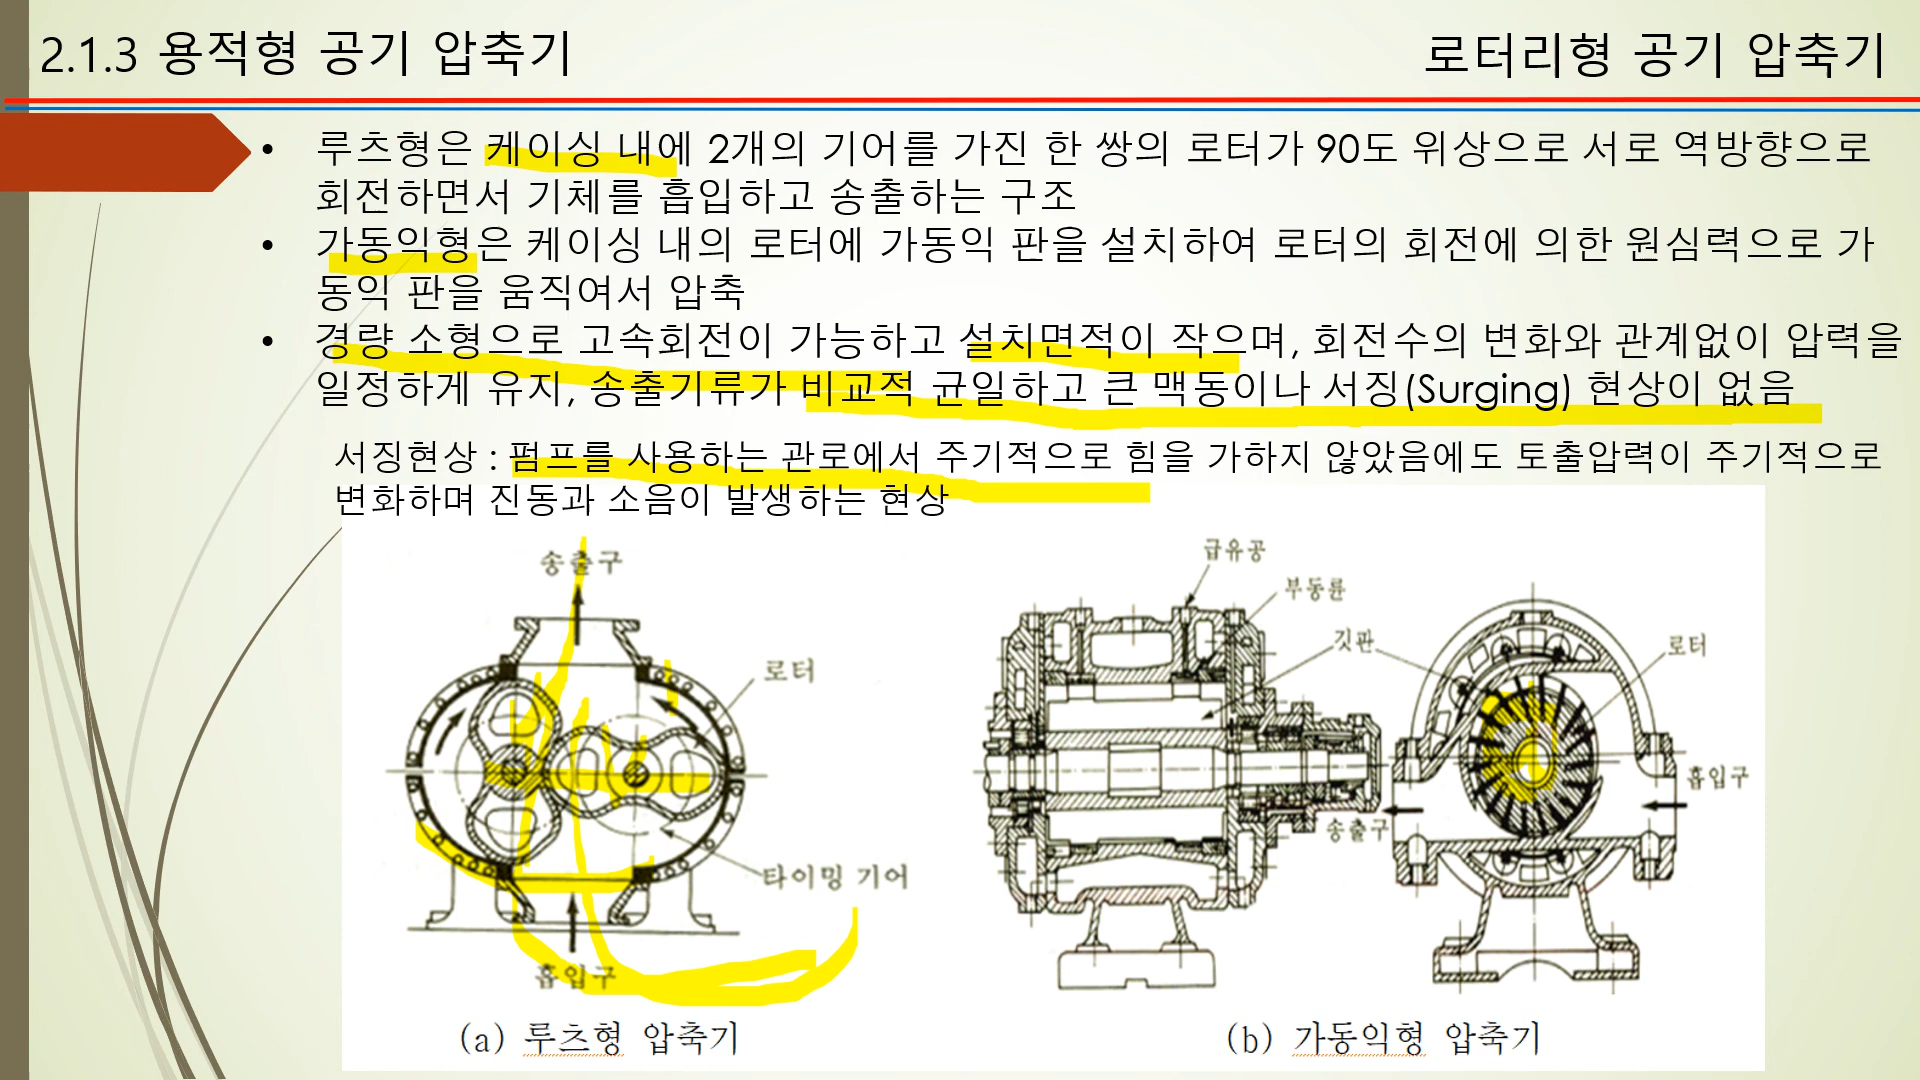 2.1.3 용적형 공기 압축기
로터리형 공기 압축기
• 루츠형은 케이싱 내에 2개의 기어를 가진 한 쌍의 로터가 90도 위상으로 서로 역방향으로
회전하면서 기체를 흡입하고 송출하는 구조
• 가동익형은 케이싱 내의 로터에 가동익 판을 설치하여 로터의 회전에 의한 원심력으로 가
동익 판을 움직여서 압축
• 경량 소형으로 고속회전이 가능하고 설치면적이 작으며, 회전수의 변화와 관계없이 압력을
일정하게 유지, 송출기류가 비교적 균일하고 큰 맥동이나 서징(Surging) 현상이 없음
서징현상 : 펌프를 사용하는 관로에서 주기적으로 힘을 가하지 않았음에도 토출압력이 주기적으로
변화하며 진동과 소음이 발생하는 현상
송출구
로터
타이밍 기어
흡입구
(a) 루츠형 압축기
급유공
부동륜
깃판
로터
흡입구
송출구
(b) 가동익형 압축기